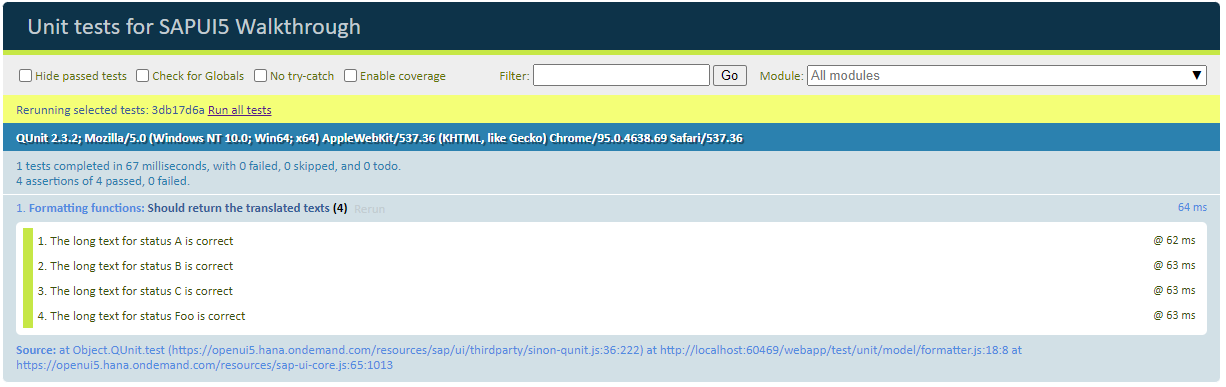 Unit tests for SAPUI5 Walkthrough
Hide passed tests Check for Globals No try-catch Enable coverage Filter: Go Module: All modules ▼
Rerunning selected tests: 3db17d6a Run all tests
QUnit 2.3.2; Mozilla/5.0 (Windows NT 10.0; Win64; x64) AppleWebKit/537.36 (KHTML, like Gecko) Chrome/95.0.4638.69 Safari/537.36
1 tests completed in 67 milliseconds, with 0 failed, 0 skipped, and 0 todo.
4 assertions of 4 passed, 0 failed.
1. Formatting functions: Should return the translated texts (4) Rerun 64 ms
1. The long text for status A is correct @ 62 ms
2. The long text for status B is correct @ 63 ms
3. The long text for status C is correct @ 63 ms
4. The long text for status Foo is correct @ 63 ms
Source: at Object.QUnit.test (https://openui5.hana.ondemand.com/resources/sap/ui/thirdparty/sinon-qunit.js:36:222) at http://localhost:60469/webapp/test/unit/model/formatter.js:18:8 at
https://openui5.hana.ondemand.com/resources/sap-ui-core.js:65:1013